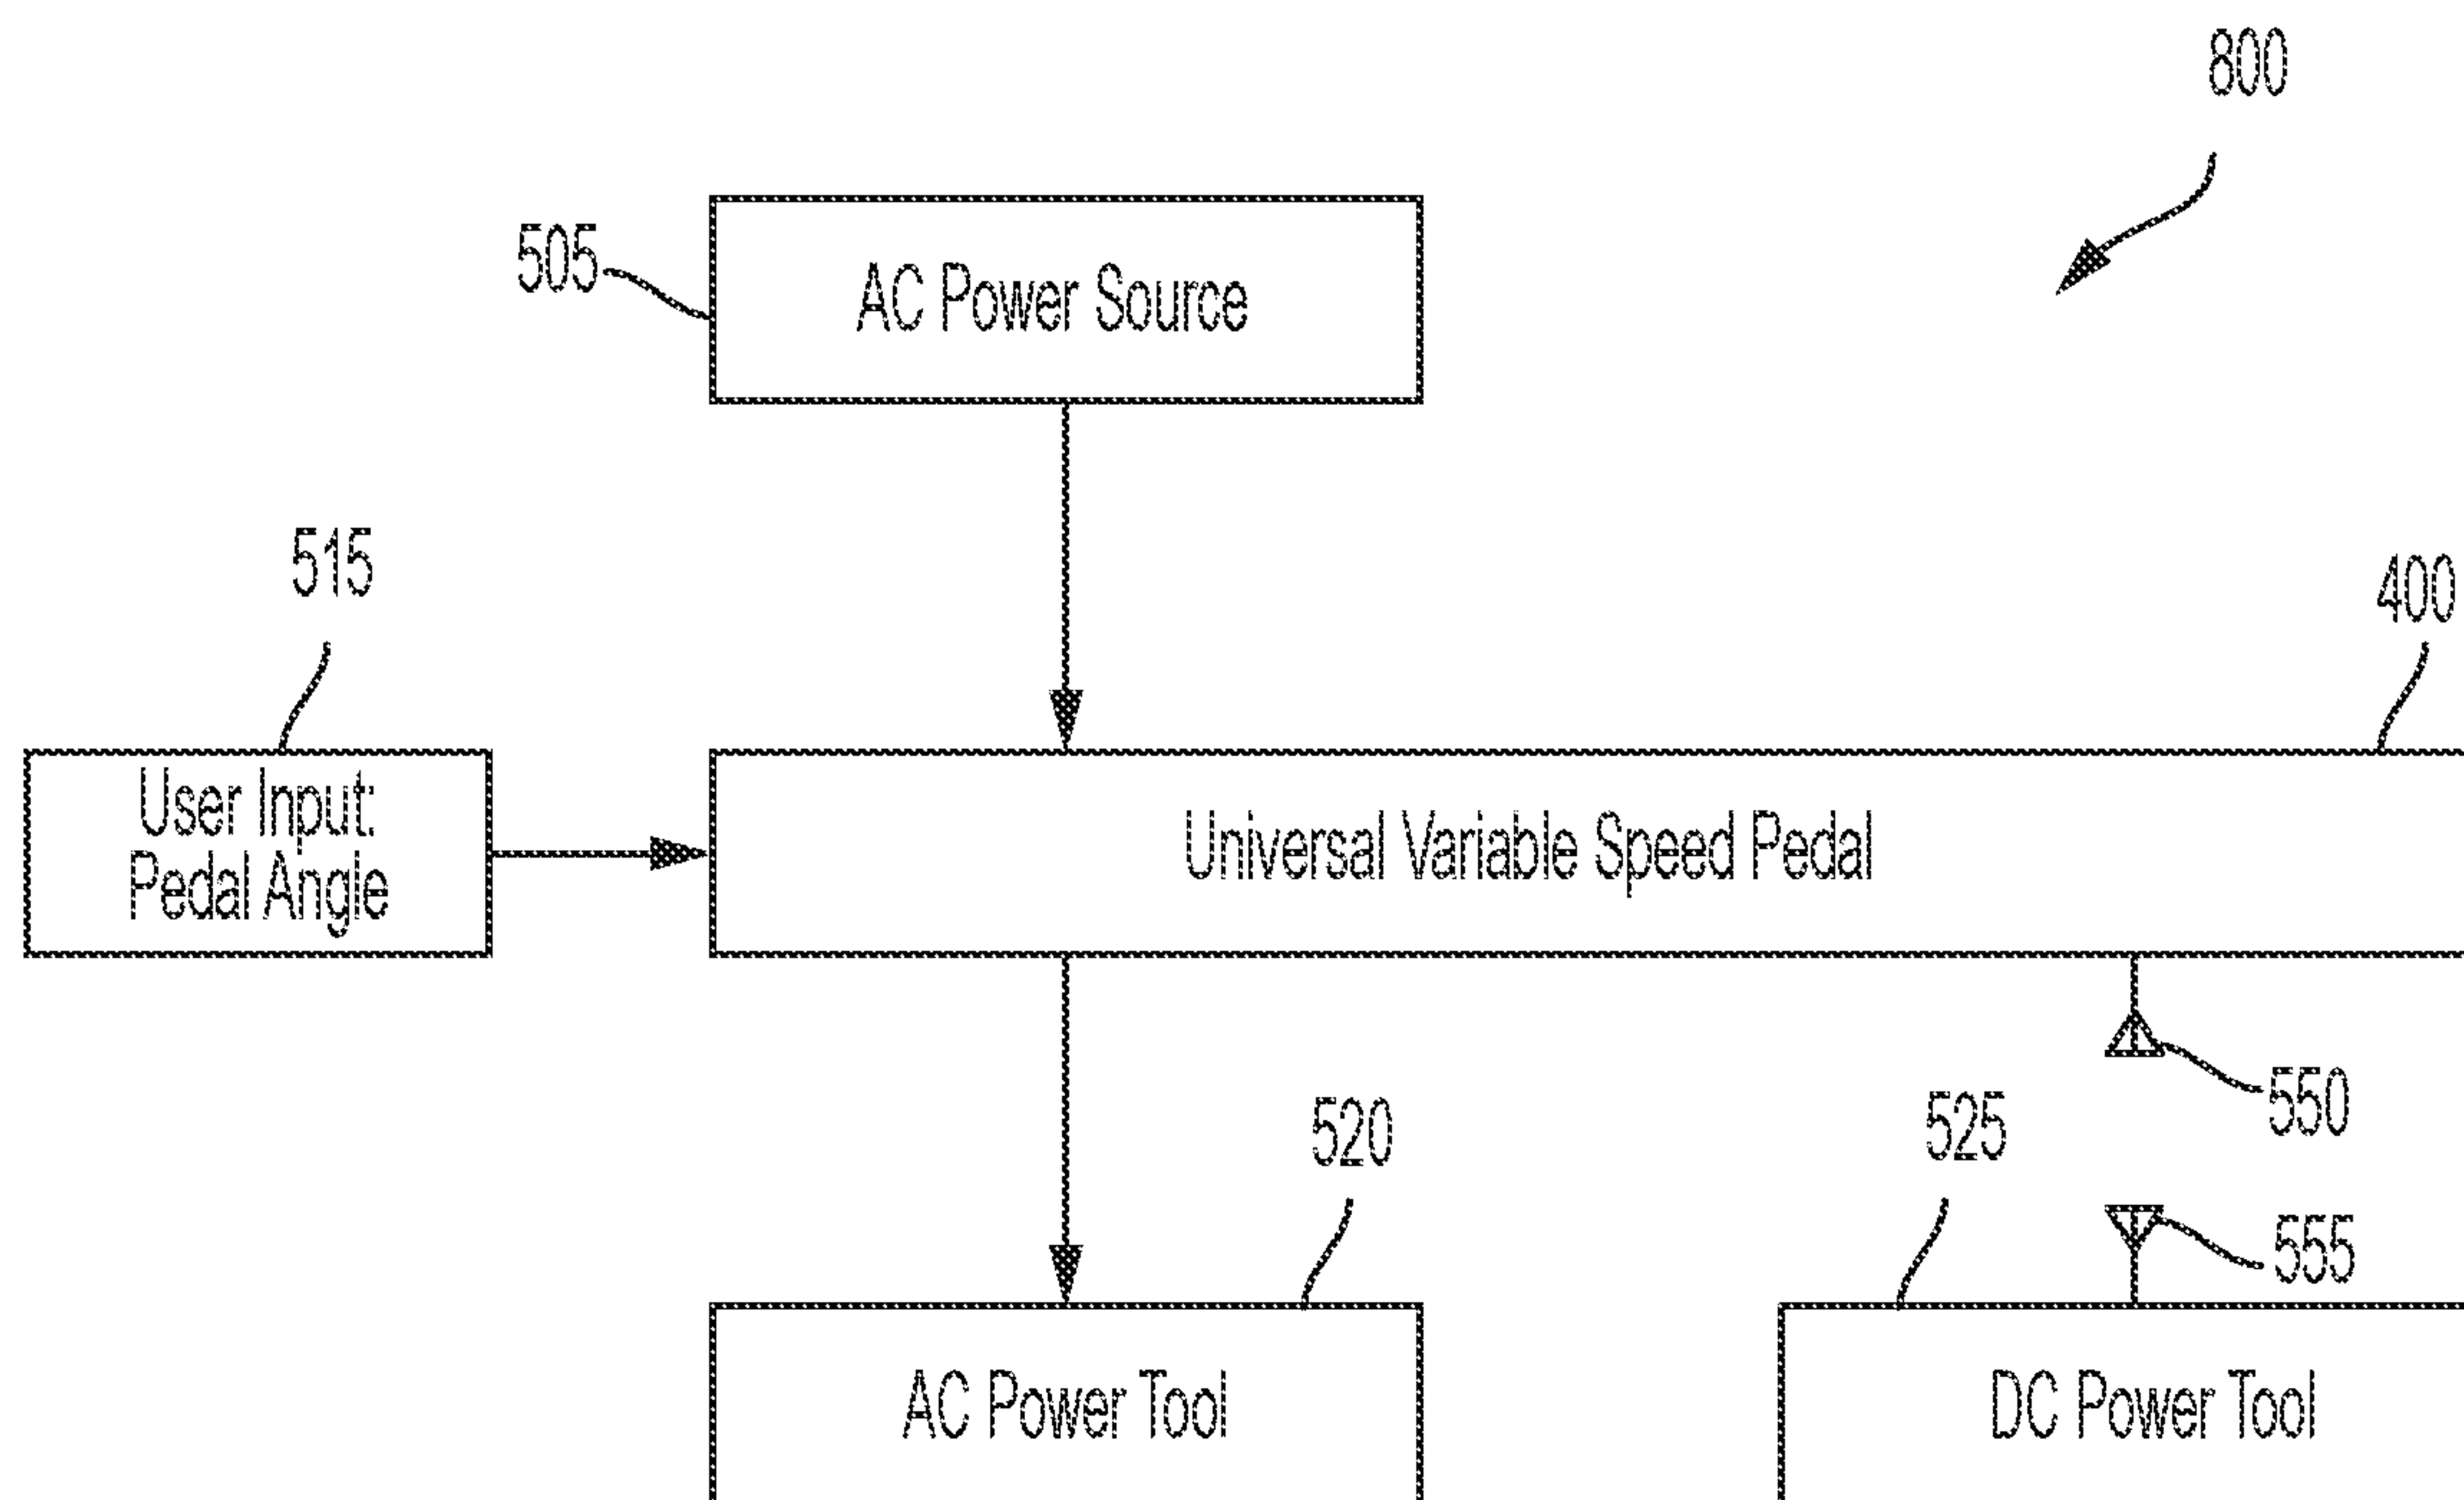 800
505
AC Power Source
515
400
User Input:
Pedal Angle
Universal Variable Speed Pedal
550
520
525
555
AC Power Tool
DC Power Tool